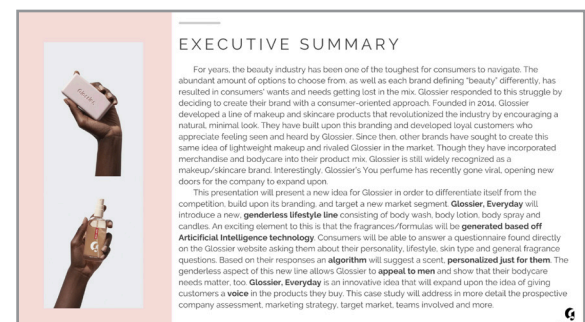 EXECUTIVE SUMMARY
For years, the beauty industry has been one of the toughest for consumers to navigate. The
abundant amount of options to choose from, as well as each brand defining "beauty" differently, has
resulted in consumers' wants and needs getting lost in the mix. Glossier responded to this struggle by
deciding to create their brand with a consumer-oriented approach. Founded in 2014, Glossier
developed a line of makeup and skincare products that revolutionized the industry by encouraging a
natural, minimal look. They have built upon this branding and developed loyal customers who
appreciate feeling seen and heard by Glossier. Since then, other brands have sought to create this
same idea of lightweight makeup and rivaled Glossier in the market. Though they have incorporated
merchandise and bodycare into their product mix, Glossier is still widely recognized as a
makeup/skincare brand. Interestingly, Glossier's You perfume has recently gone viral, opening new
doors for the company to expand upon.
This presentation will present a new idea for Glossier in order to differentiate itself from the
competition, build upon its branding, and target a new market segment. Glossier, Everyday will
introduce a new, genderless lifestyle line consisting of body wash, body lotion, body spray and
candles. An exciting element to this is that the fragrances/formulas will be generated based off
Articificial Intelligence technology. Consumers will be able to answer a questionnaire found directly
on the Glossier website asking them about their personality, lifestyle, skin type and general fragrance
questions. Based on their responses an algorithm will suggest a scent, personalized just for them. The
genderless aspect of this new line allows Glossier to appeal to men and show that their bodycare
needs matter, too. Glossier, Everyday is an innovative idea that will expand upon the idea of giving
customers a voice in the products they buy. This case study will address in more detail the prospective
company assessment, marketing strategy, target market, teams involved and more.
G